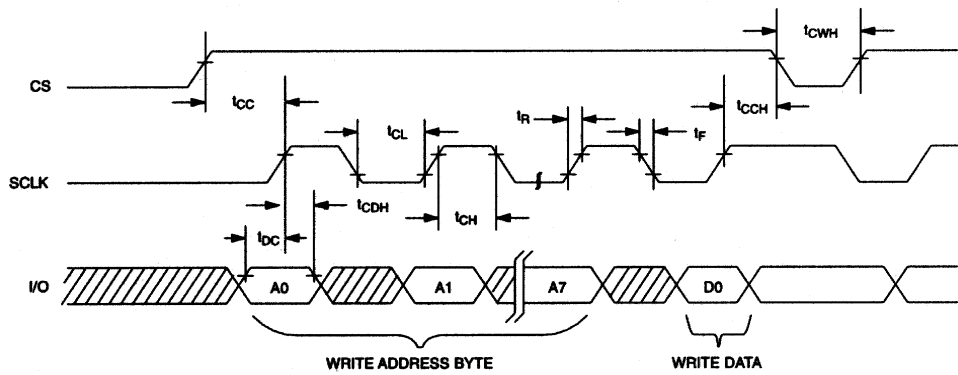 tCWH
CS
tCC
tCCH
tR
tCL
tF
SCLK
tCDH
tCH
tDC
I/O
A0
A1
A7
D0
WRITE ADDRESS BYTE
WRITE DATA